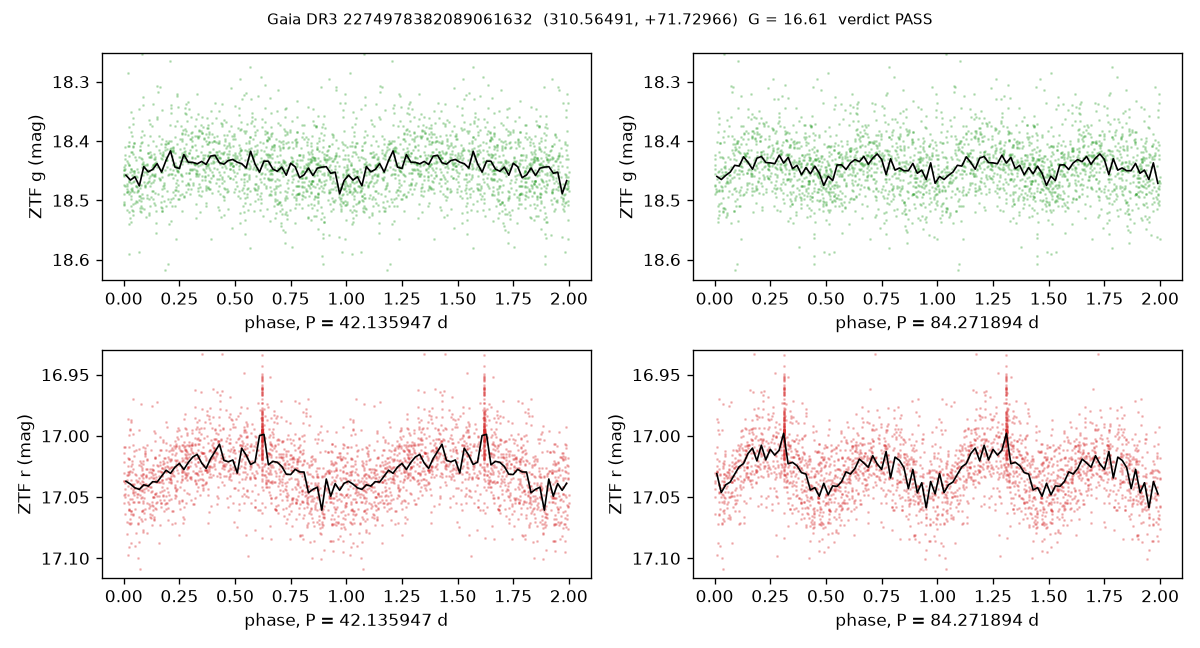 Gaia DR3 2274978382089061632 (310.56491, +71.72966) G = 16.61 verdict PASS
ZTF g (mag)
18.3
18.4
18.5
18.6
0.00 0.25 0.50 0.75 1.00 1.25 1.50 1.75 2.00
phase, P = 42.135947 d
ZTF g (mag)
18.3
18.4
18.5
18.6
0.00 0.25 0.50 0.75 1.00 1.25 1.50 1.75 2.00
phase, P = 84.271894 d
ZTF r (mag)
16.95
17.00
17.05
17.10
0.00 0.25 0.50 0.75 1.00 1.25 1.50 1.75 2.00
phase, P = 42.135947 d
ZTF r (mag)
16.95
17.00
17.05
17.10
0.00 0.25 0.50 0.75 1.00 1.25 1.50 1.75 2.00
phase, P = 84.271894 d